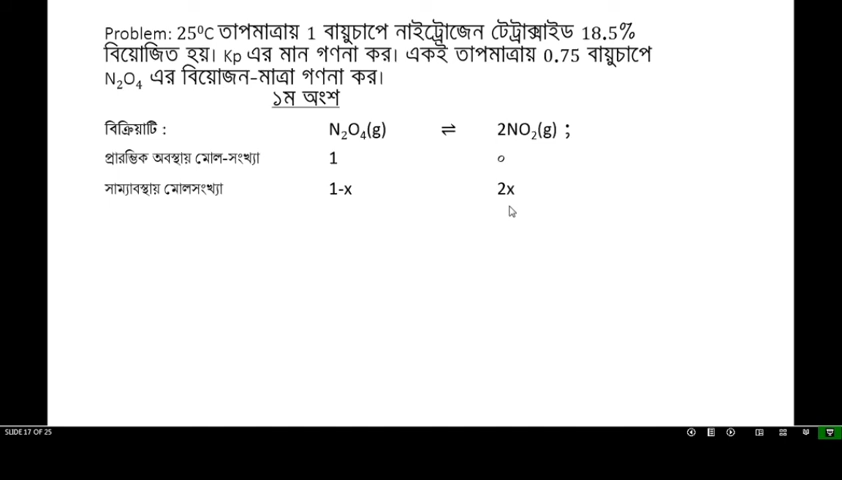 Problem: 25⁰C তাপমাত্রায় 1 বায়ুচাপে নাইট্রোজেন টেট্রাক্সাইড 18.5%
বিয়োজিত হয়। Kp এর মান গণনা কর। একই তাপমাত্রায় 0.75 বায়ুচাপে
N₂O₄ এর বিয়োজন-মাত্রা গণনা কর।
১ম অংশ
বিক্রিয়াটি : N₂O₄(g) ⇌ 2NO₂(g) ;
প্রারম্ভিক অবস্থায় মোল-সংখ্যা 1 ০
সাম্যাবস্থায় মোলসংখ্যা 1-x 2x
SLIDE 17 OF 25